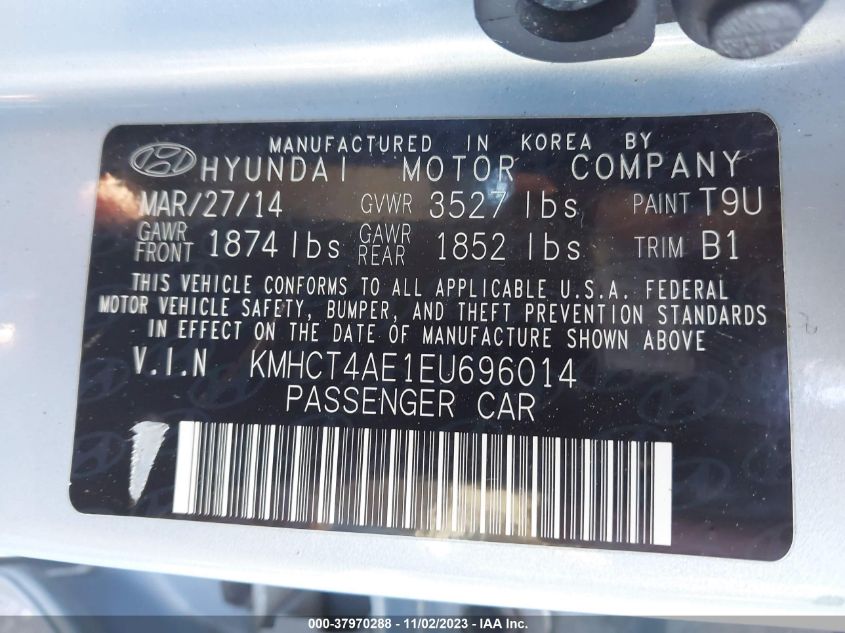 MANUFACTURED IN KOREA BY
HYUNDAI MOTOR COMPANY
MAR/27/14 GVWR 3527 lbs PAINT T9U
GAWR FRONT 1874 lbs GAWR REAR 1852 lbs TRIM B1
THIS VEHICLE CONFORMS TO ALL APPLICABLE U.S.A. FEDERAL
MOTOR VEHICLE SAFETY, BUMPER, AND THEFT PREVENTION STANDARDS
IN EFFECT ON THE DATE OF MANUFACTURE SHOWN ABOVE
V.I.N KMHCT4AE1EU696014
PASSENGER CAR
000-37970288 - 11/02/2023 - IAA Inc.